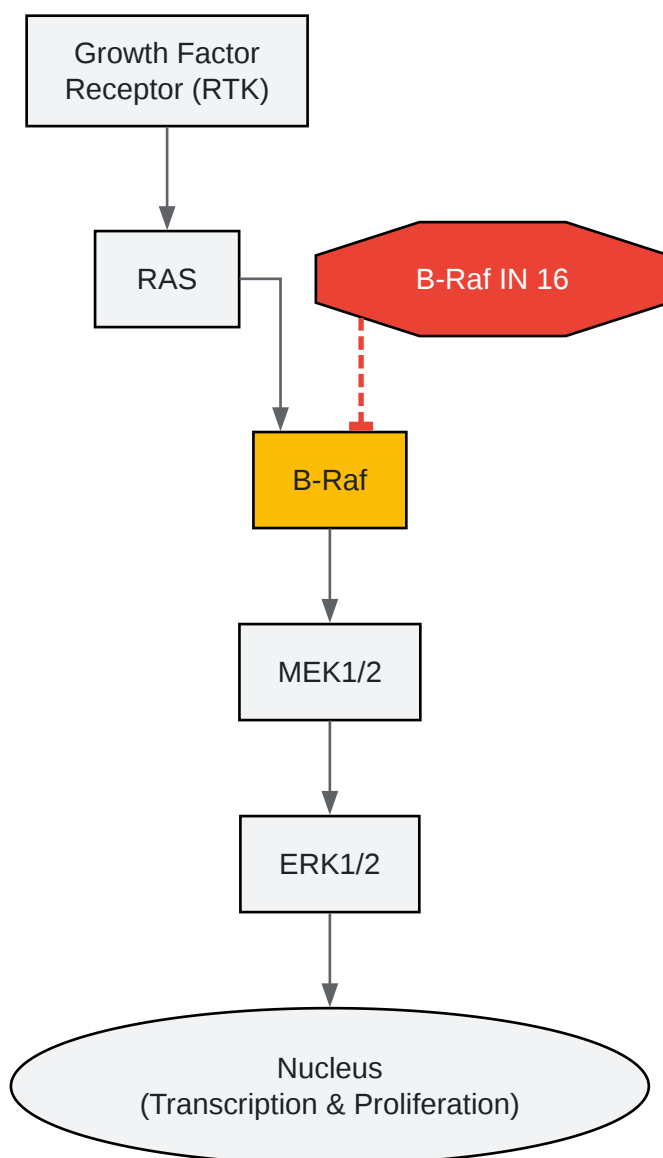 Growth Factor
Receptor (RTK)
RAS
B-Raf IN 16
B-Raf
MEK1/2
ERK1/2
Nucleus
(Transcription & Proliferation)